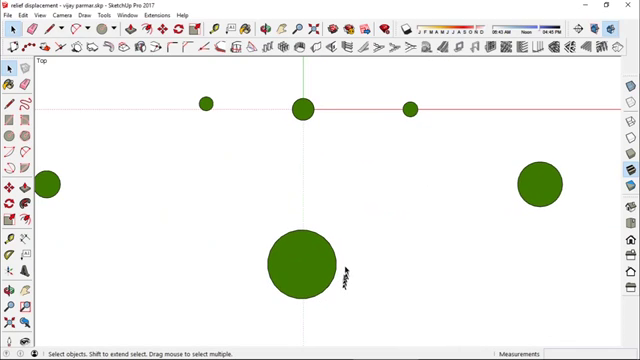 relief displacement - vijay parmar.skp - SketchUp Pro 2017
File Edit View Camera Draw Tools Window Extensions Help
J F M A M J J A S O N D 06:43 AM Noon 04:45 PM
Top
Select objects. Shift to extend select. Drag mouse to select multiple.
Measurements